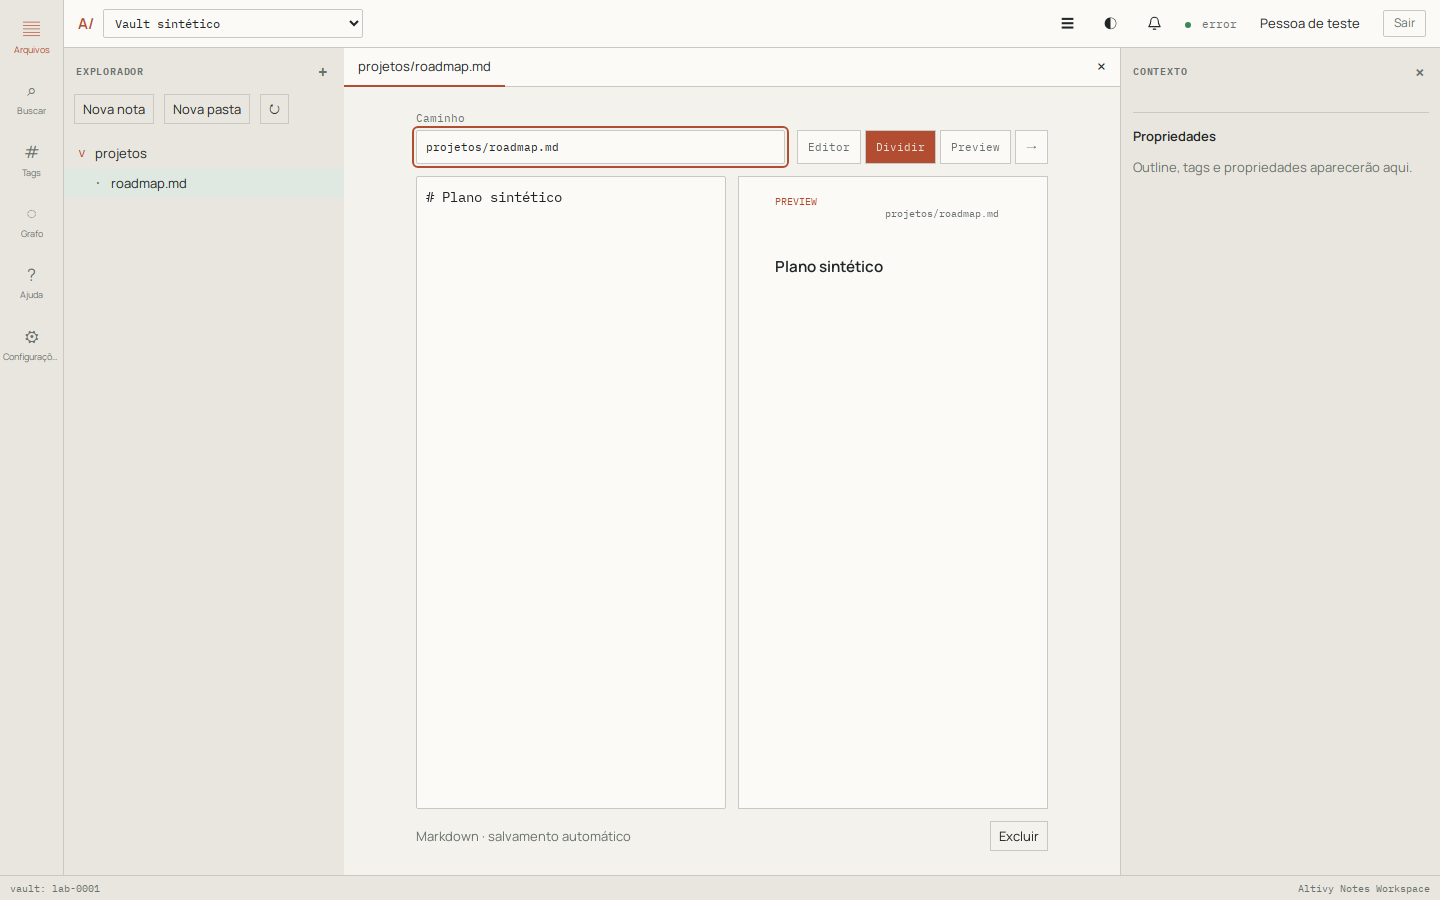 Arquivos
Buscar
Tags
Grafo
? 
Ajuda
Configuraçõ…
A/
Vault sintético
error
Pessoa de teste
Sair
EXPLORADOR
+
Nova nota
Nova pasta
projetos
roadmap.md
projetos/roadmap.md
×
Caminho
projetos/roadmap.md
Editor
Dividir
Preview
→
# Plano sintético
PREVIEW
projetos/roadmap.md
Plano sintético
Markdown · salvamento automático
Excluir
CONTEXTO
×
Propriedades
Outline, tags e propriedades aparecerão aqui.
vault: lab-0001
Altivy Notes Workspace